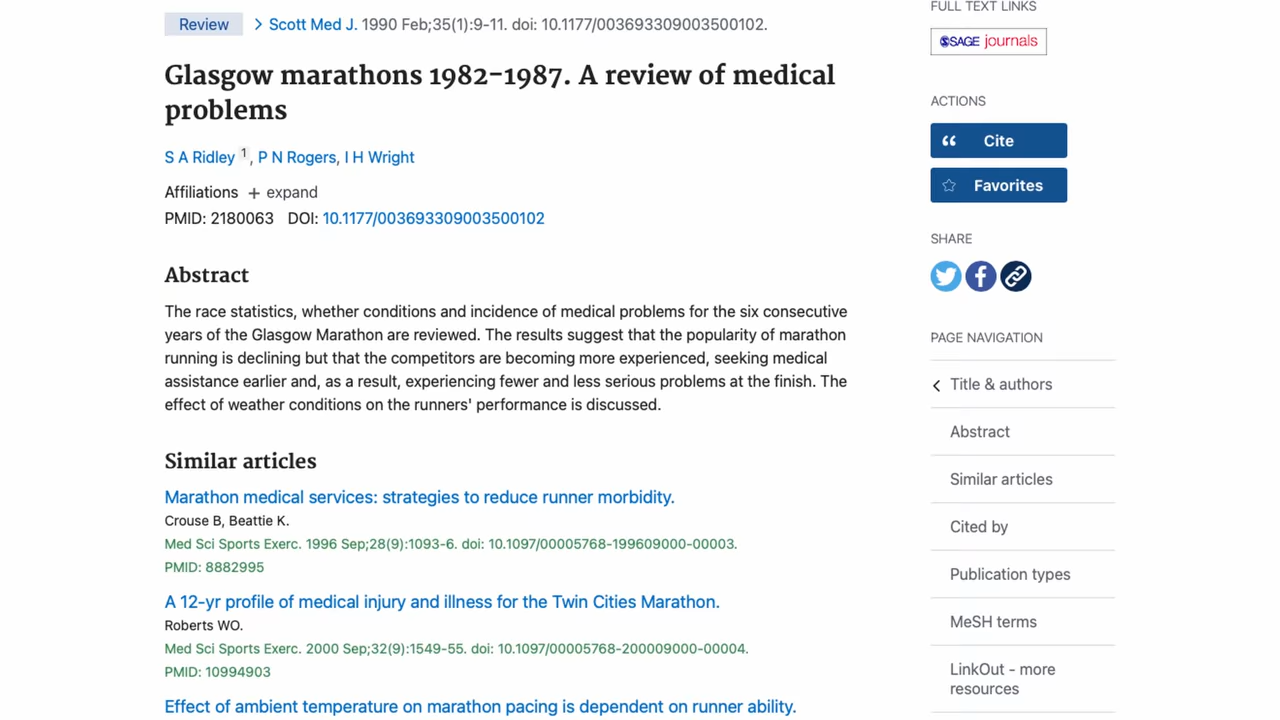 Review
Scott Med J. 1990 Feb;35(1):9-11. doi: 10.1177/003693309003500102.
Glasgow marathons 1982-1987. A review of medical
problems
S A Ridley 1, P N Rogers, I H Wright
Affiliations + expand
PMID: 2180063 DOI: 10.1177/003693309003500102
Abstract
The race statistics, whether conditions and incidence of medical problems for the six consecutive
years of the Glasgow Marathon are reviewed. The results suggest that the popularity of marathon
running is declining but that the competitors are becoming more experienced, seeking medical
assistance earlier and, as a result, experiencing fewer and less serious problems at the finish. The
effect of weather conditions on the runners' performance is discussed.
Similar articles
Marathon medical services: strategies to reduce runner morbidity.
Crouse B, Beattie K.
Med Sci Sports Exerc. 1996 Sep;28(9):1093-6. doi: 10.1097/00005768-199609000-00003.
PMID: 8882995
A 12-yr profile of medical injury and illness for the Twin Cities Marathon.
Roberts WO.
Med Sci Sports Exerc. 2000 Sep;32(9):1549-55. doi: 10.1097/00005768-200009000-00004.
PMID: 10994903
Effect of ambient temperature on marathon pacing is dependent on runner ability.
FULL TEXT LINKS
SAGE journals
ACTIONS
Cite
Favorites
SHARE
PAGE NAVIGATION
Title & authors
Abstract
Similar articles
Cited by
Publication types
MeSH terms
LinkOut - more
resources